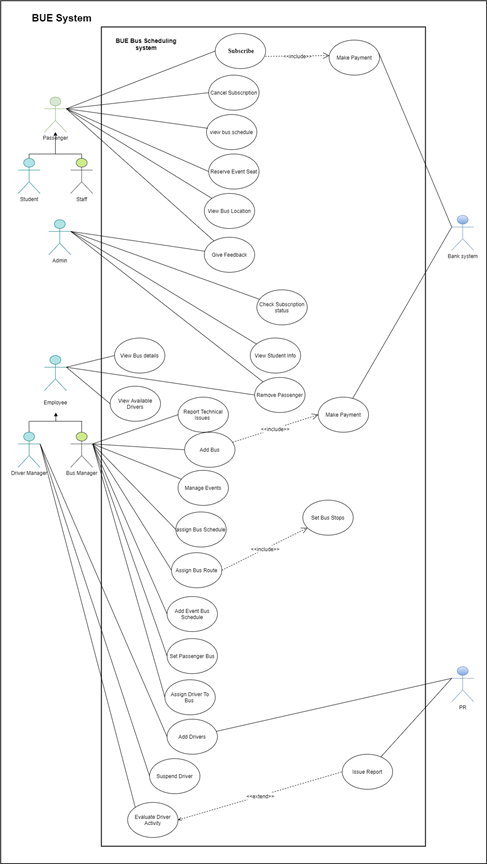 BUE System
BUE Bus Scheduling
system
Subscribe
<<include>>
Make Payment
Cancel Subscription
Passenger
view bus schedule
Reserve Event Seat
Student
Staff
View Bus Location
Bank system
Give Feedback
Admin
Check Subscription
status
View Bus details
View Student Info
Employee
View Available
Drivers
Remove Passenger
Report Technical
Issues
Make Payment
<<include>>
Add Bus
Driver Manager
Bus Manager
Manage Events
Set Bus Stops
assign Bus Schedule
<<include>>
Assign Bus Route
Add Event Bus
Schedule
Set Passenger Bus
Assign Driver To
Bus
PR
Add Drivers
Issue Report
Suspend Driver
<<extend>>
Evaluate Driver
Activity